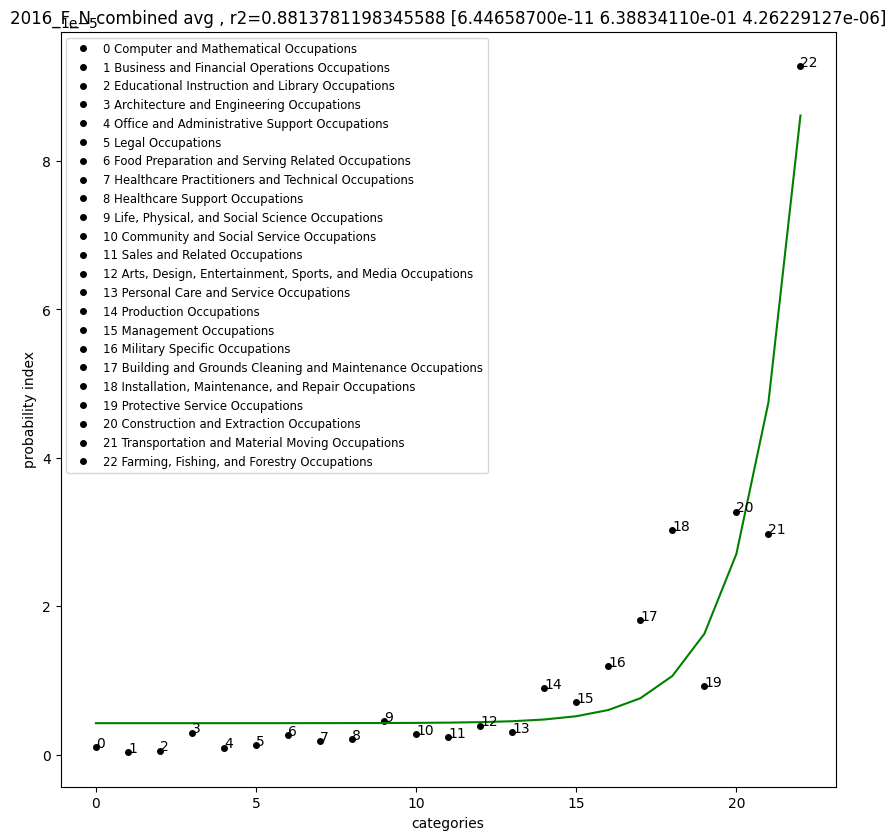 2016_F_N combined avg , r2=0.8813781198345588 [6.44658700e-11 6.38834110e-01 4.26229127e-06]
1e−5
0 Computer and Mathematical Occupations
1 Business and Financial Operations Occupations
2 Educational Instruction and Library Occupations
3 Architecture and Engineering Occupations
4 Office and Administrative Support Occupations
5 Legal Occupations
6 Food Preparation and Serving Related Occupations
7 Healthcare Practitioners and Technical Occupations
8 Healthcare Support Occupations
9 Life, Physical, and Social Science Occupations
10 Community and Social Service Occupations
11 Sales and Related Occupations
12 Arts, Design, Entertainment, Sports, and Media Occupations
13 Personal Care and Service Occupations
14 Production Occupations
15 Management Occupations
16 Military Specific Occupations
17 Building and Grounds Cleaning and Maintenance Occupations
18 Installation, Maintenance, and Repair Occupations
19 Protective Service Occupations
20 Construction and Extraction Occupations
21 Transportation and Material Moving Occupations
22 Farming, Fishing, and Forestry Occupations
probability index
8
6
4
2
0
0
1
2
3
4
5
6
7
8
9
10
11
12
13
14
15
16
17
18
19
20
21
22
0
5
10
15
20
categories